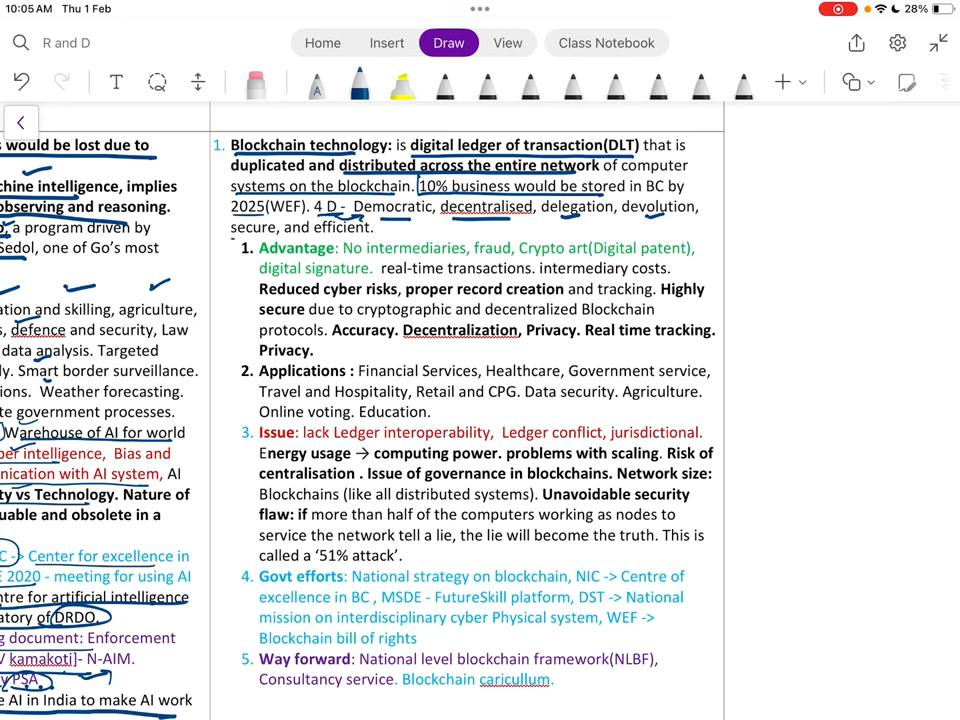 10:05 AM Thu 1 Feb
28%
R and D
Home Insert Draw View Class Notebook
s would be lost due to
chine intelligence, implies
observing and reasoning.
a program driven by
Sedol, one of Go's most
ation and skilling, agriculture,
s, defence and security, Law
data analysis. Targeted
ly. Smart border surveillance.
ions. Weather forecasting.
te government processes.
Warehouse of AI for world
per intelligence, Bias and
nication with AI system, AI
ty vs Technology. Nature of
uable and obsolete in a
C -> Center for excellence in
E 2020 - meeting for using AI
ntre for artificial intelligence
atory of DRDO.
g document: Enforcement
V kamakoti]- N-AIM.
y PSA.
e AI in India to make AI work
1. Blockchain technology: is digital ledger of transaction(DLT) that is
duplicated and distributed across the entire network of computer
systems on the blockchain. 10% business would be stored in BC by
2025(WEF). 4 D - Democratic, decentralised, delegation, devolution,
secure, and efficient.
1. Advantage: No intermediaries, fraud, Crypto art(Digital patent),
digital signature. real-time transactions. intermediary costs.
Reduced cyber risks, proper record creation and tracking. Highly
secure due to cryptographic and decentralized Blockchain
protocols. Accuracy. Decentralization, Privacy. Real time tracking.
Privacy.
2. Applications : Financial Services, Healthcare, Government service,
Travel and Hospitality, Retail and CPG. Data security. Agriculture.
Online voting. Education.
3. Issue: lack Ledger interoperability, Ledger conflict, jurisdictional.
Energy usage → computing power. problems with scaling. Risk of
centralisation . Issue of governance in blockchains. Network size:
Blockchains (like all distributed systems). Unavoidable security
flaw: if more than half of the computers working as nodes to
service the network tell a lie, the lie will become the truth. This is
called a '51% attack'.
4. Govt efforts: National strategy on blockchain, NIC -> Centre of
excellence in BC , MSDE - FutureSkill platform, DST -> National
mission on interdisciplinary cyber Physical system, WEF ->
Blockchain bill of rights
5. Way forward: National level blockchain framework(NLBF),
Consultancy service. Blockchain caricullum.